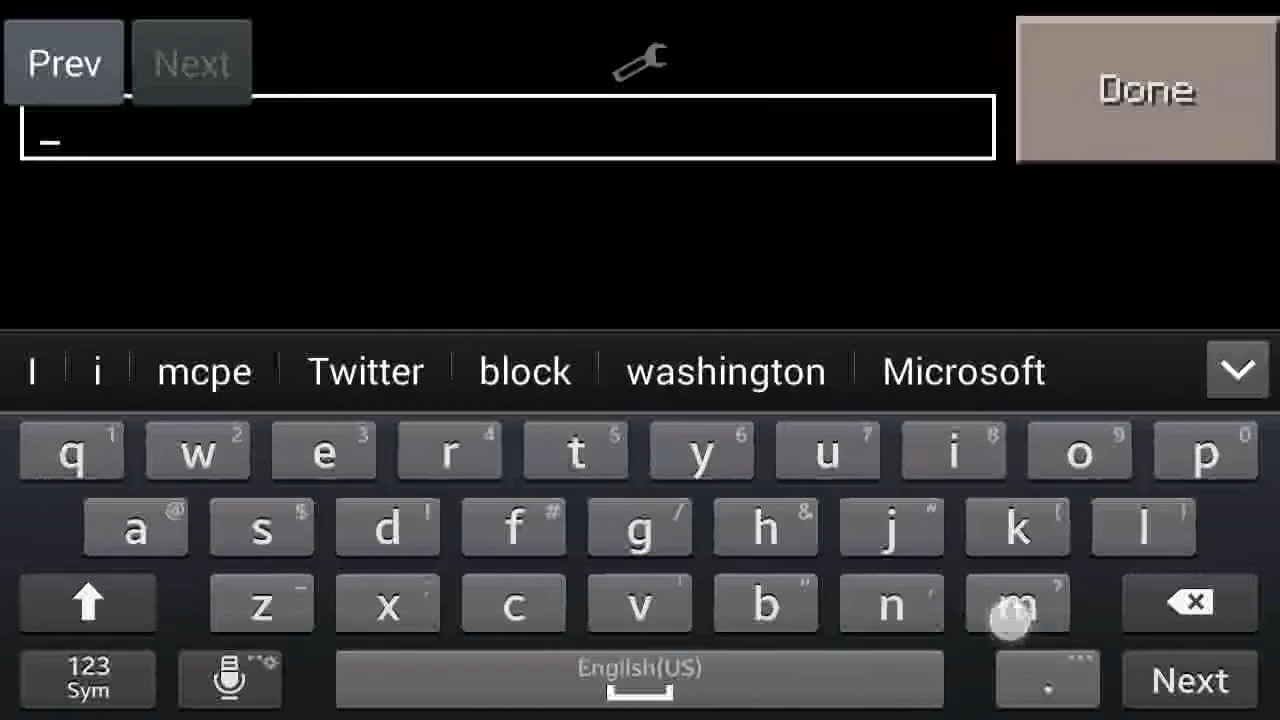 Prev Next
Done
_
I i mcpe Twitter block washington Microsoft
q 1 w 2 e 3 r 4 t 5 y 6 u 7 i 8 o 9 p 0
a @ s $ d ! f # g / h & j k ( l )
z x c v b " n , m ?
123 Sym English(US) . Next